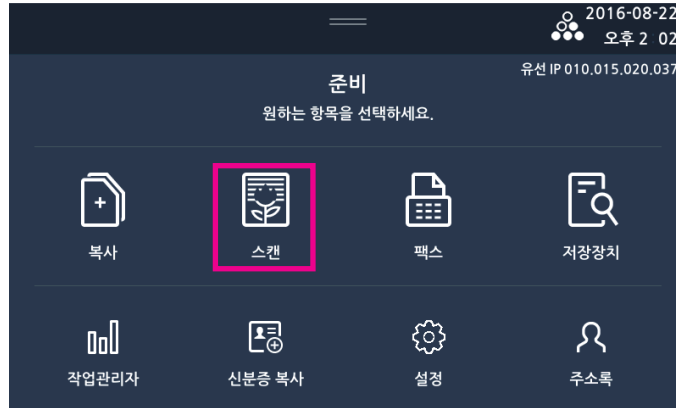 2016-08-22
오후 2 02
유선 IP 010.015.020.037
준비
원하는 항목을 선택하세요.
복사
스캔
팩스
저장장치
작업관리자
신분증 복사
설정
주소록